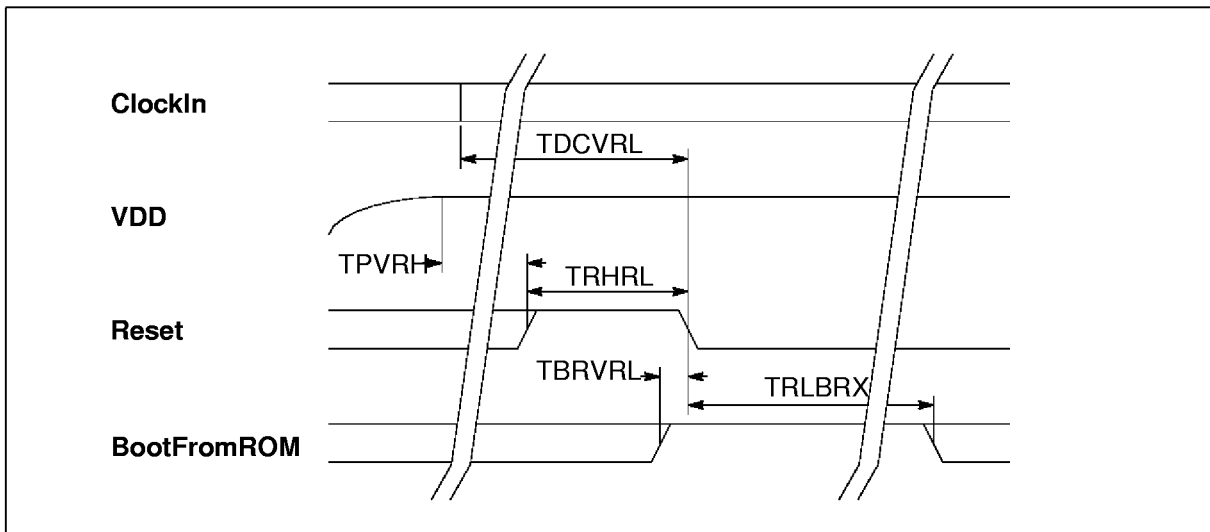 ClockIn
TDCVRL
VDD
TPVRH
TRHRL
Reset
TBRVRL
TRLBRX
BootFromROM